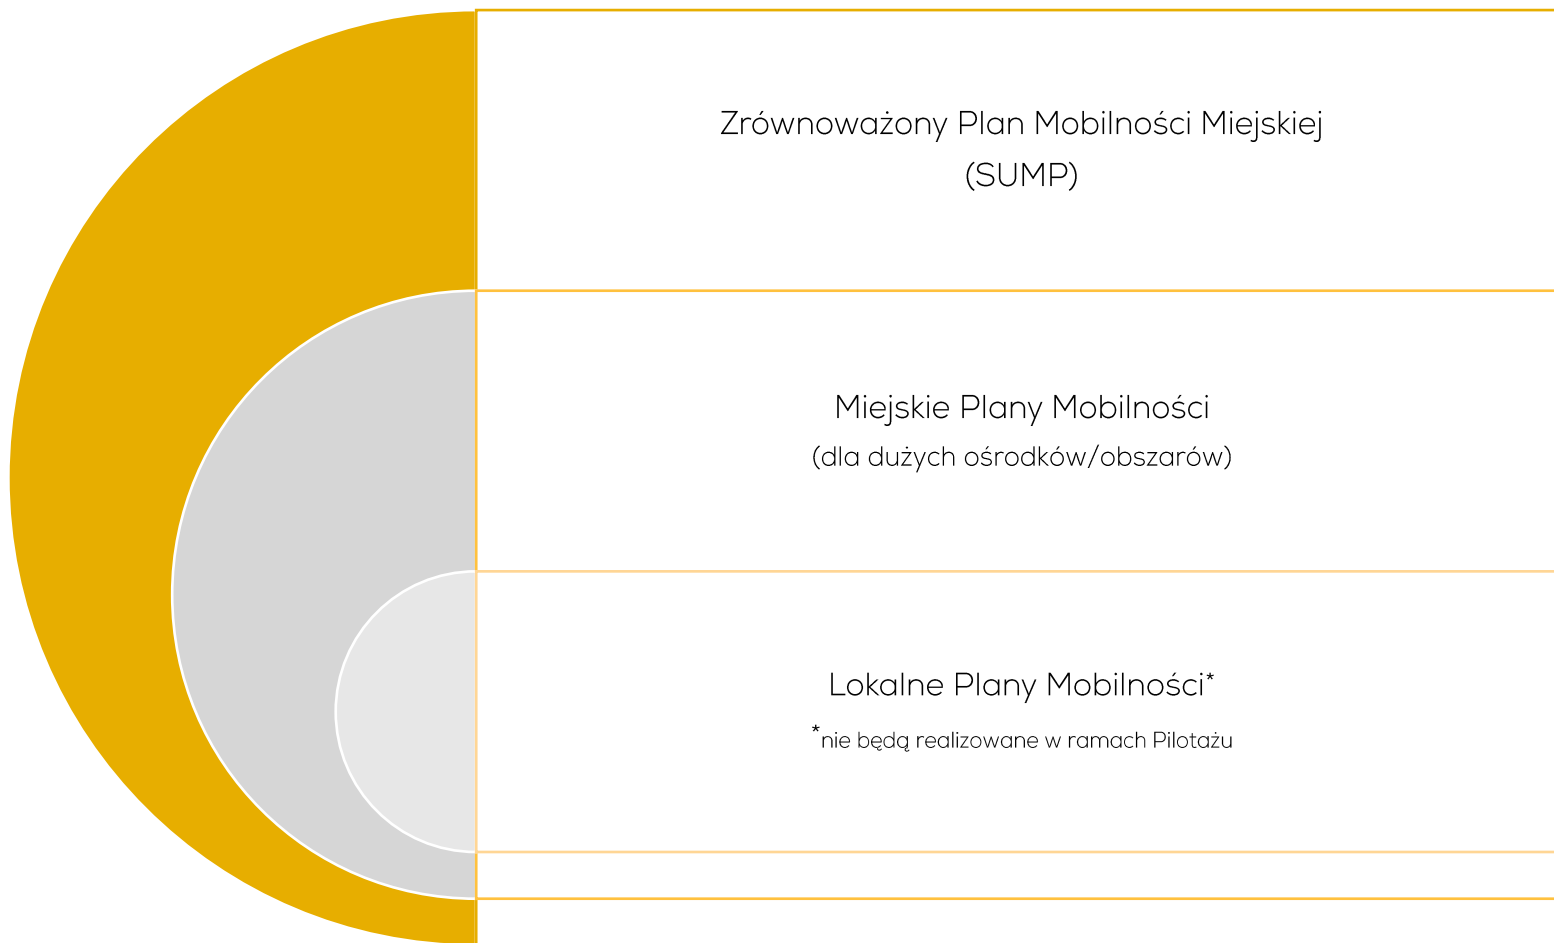 Zrównoważony Plan Mobilności Miejskiej
(SUMP)
Miejskie Plany Mobilności
(dla dużych ośrodków/obszarów)
Lokalne Plany Mobilności*
*nie będą realizowane w ramach Pilotażu